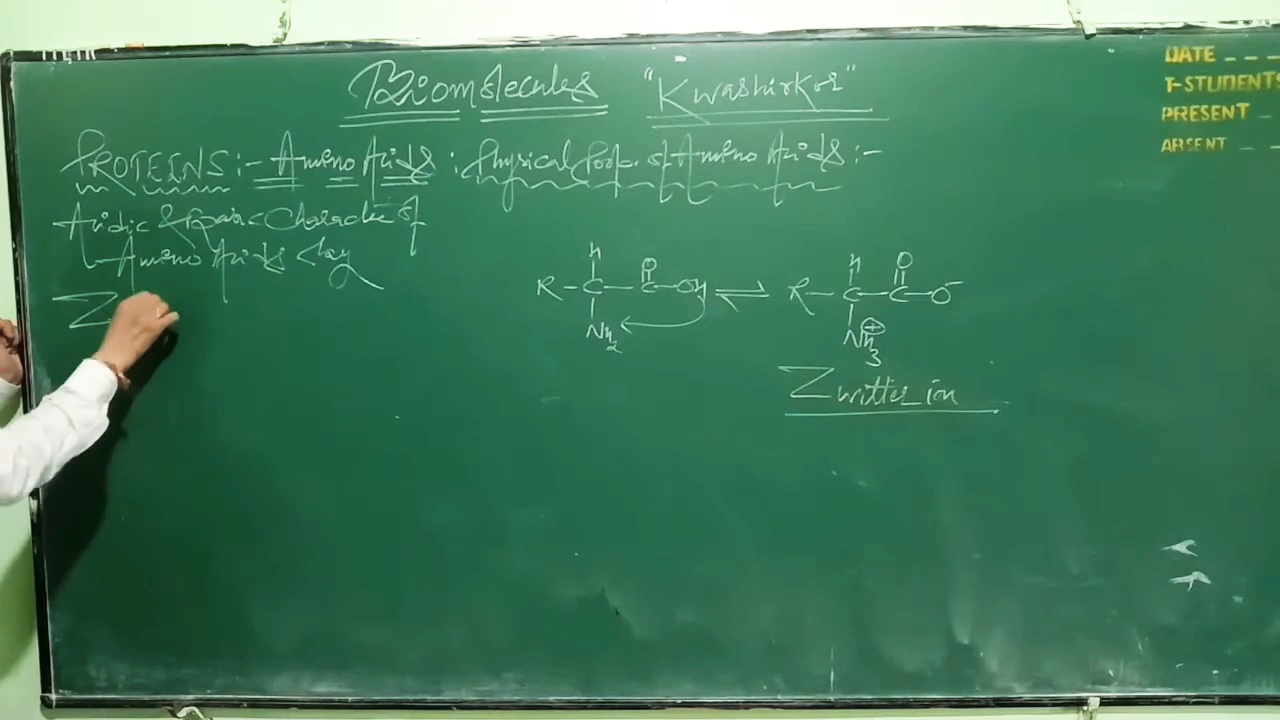 Biomolecules "Kwashirkor"
PROTEINS :- Amino Acids : Physical Prop. of Amino Acids :-
Acidic & Basic Character of
Amino Acids
H O H O
R - C - C - OH ⇌ R - C - C - O⁻
NH₂ NH₃⊕
Zwitter ion
Z
DATE _ _ _
T-STUDENTS
PRESENT _
ABSENT _ _